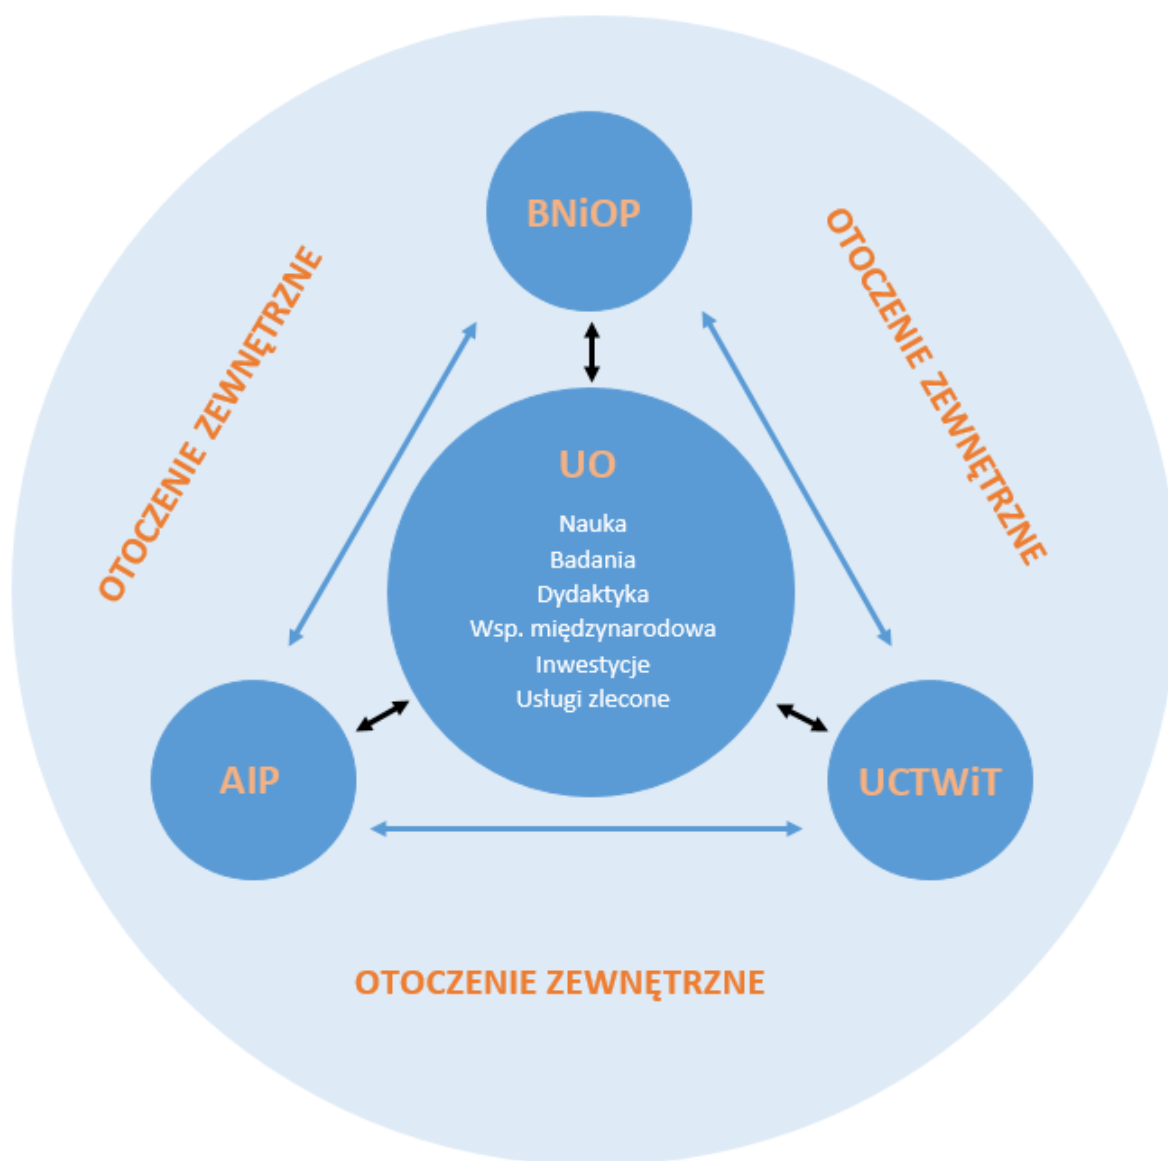 BNiOP
OTOCZENIE ZEWNĘTRZNE
OTOCZENIE ZEWNĘTRZNE
UO
Nauka
Badania
Dydaktyka
Wsp. międzynarodowa
Inwestycje
Usługi zlecone
AIP
UCTWiT
OTOCZENIE ZEWNĘTRZNE